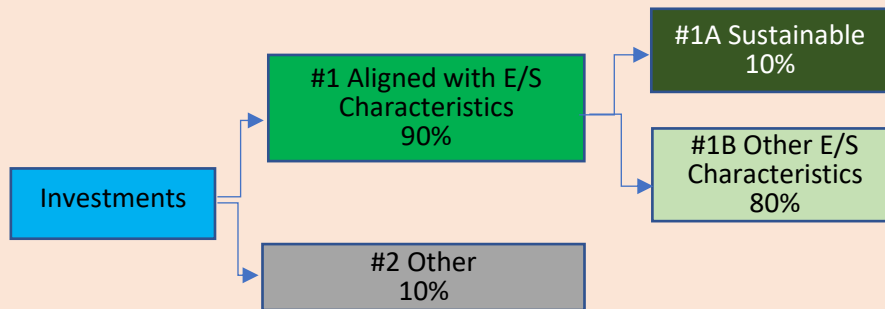 #1A Sustainable
10%
#1 Aligned with E/S
Characteristics
90%
#1B Other E/S
Characteristics
80%
Investments
#2 Other
10%